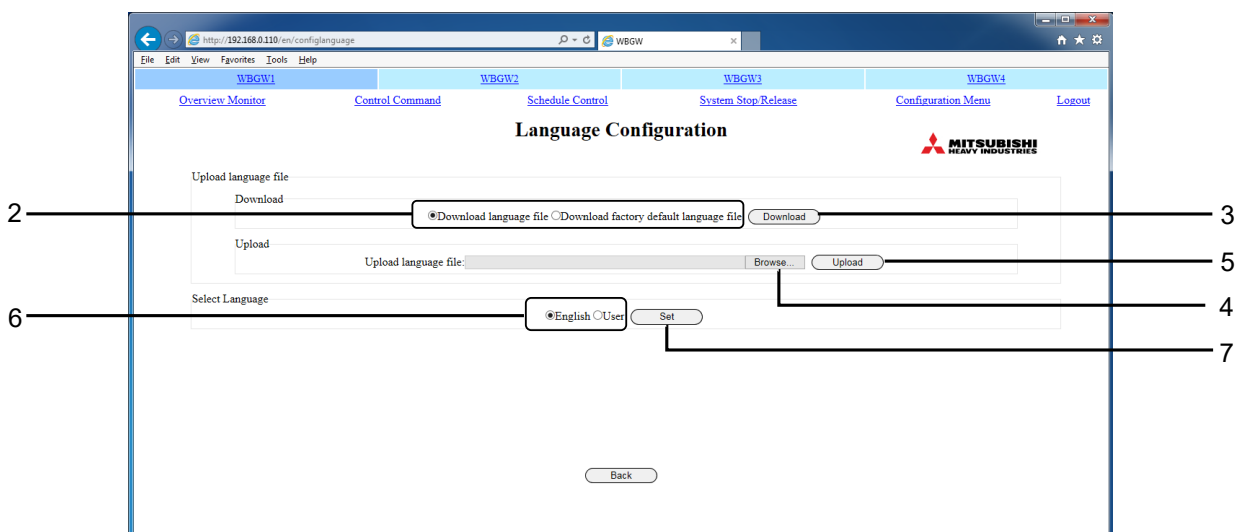 http://192.168.0.110/en/configlanguage
WBGW
File Edit View Favorites Tools Help
WBGW1 WBGW2 WBGW3 WBGW4
Overview Monitor Control Command Schedule Control System Stop/Release Configuration Menu Logout
Language Configuration
MITSUBISHI
HEAVY INDUSTRIES
Upload language file
Download
2 Download language file Download factory default language file Download 3
Upload
Upload language file: Browse... Upload 5
4
Select Language
6 English User Set
7
Back